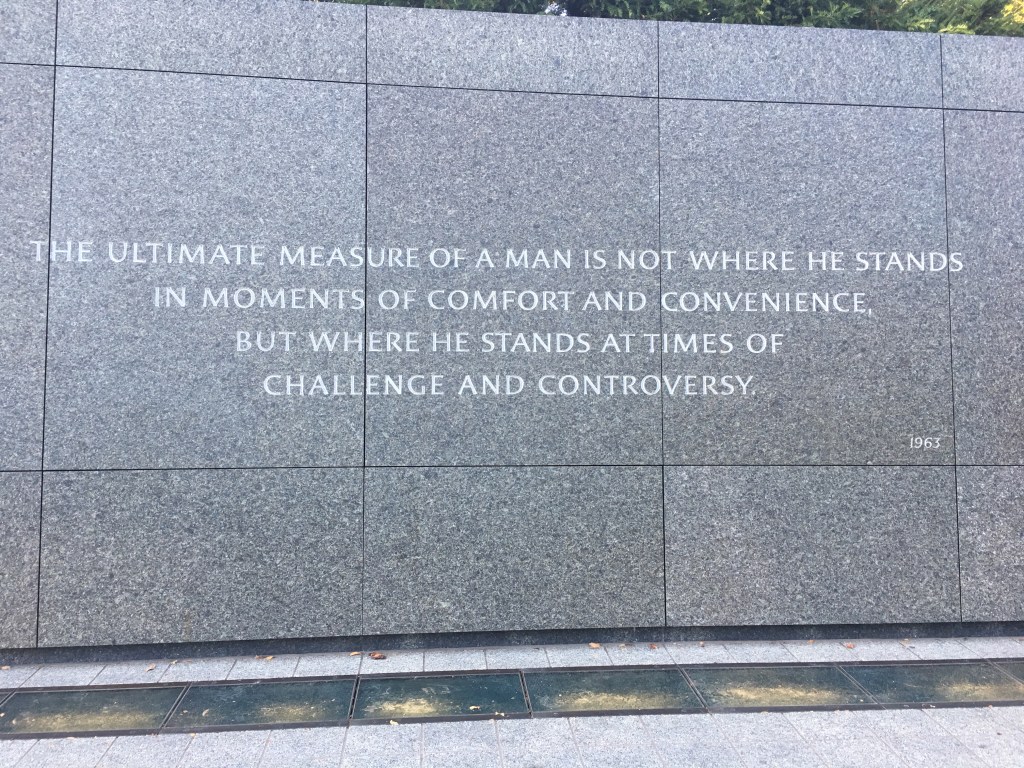 THE ULTIMATE MEASURE OF A MAN IS NOT WHERE HE STANDS
IN MOMENTS OF COMFORT AND CONVENIENCE,
BUT WHERE HE STANDS AT TIMES OF
CHALLENGE AND CONTROVERSY.
1963